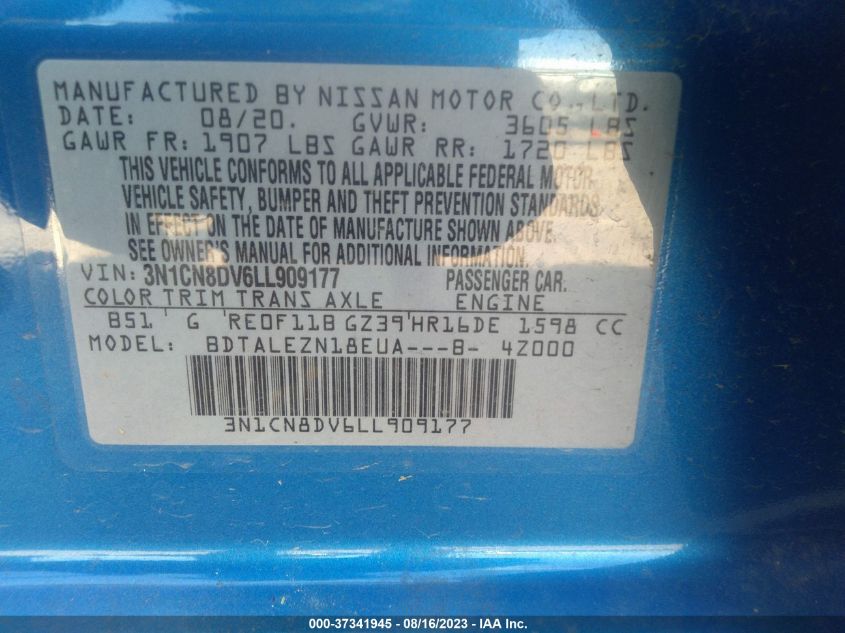 MANUFACTURED BY NISSAN MOTOR CO., LTD.
DATE: 08/20. GVWR: 3605 LBS
GAWR FR: 1907 LBS GAWR RR: 1720 LBS
THIS VEHICLE CONFORMS TO ALL APPLICABLE FEDERAL MOTOR
VEHICLE SAFETY, BUMPER AND THEFT PREVENTION STANDARDS
IN EFFECT ON THE DATE OF MANUFACTURE SHOWN ABOVE.
SEE OWNER'S MANUAL FOR ADDITIONAL INFORMATION.
VIN: 3N1CN8DV6LL909177 PASSENGER CAR.
COLOR TRIM TRANS AXLE ENGINE
B51 G RE0F11B GZ39 HR16DE 1598 CC
MODEL: BDTALEZN18EUA---B- 4Z000
3N1CN8DV6LL909177
000-37341945 - 08/16/2023 - IAA Inc.